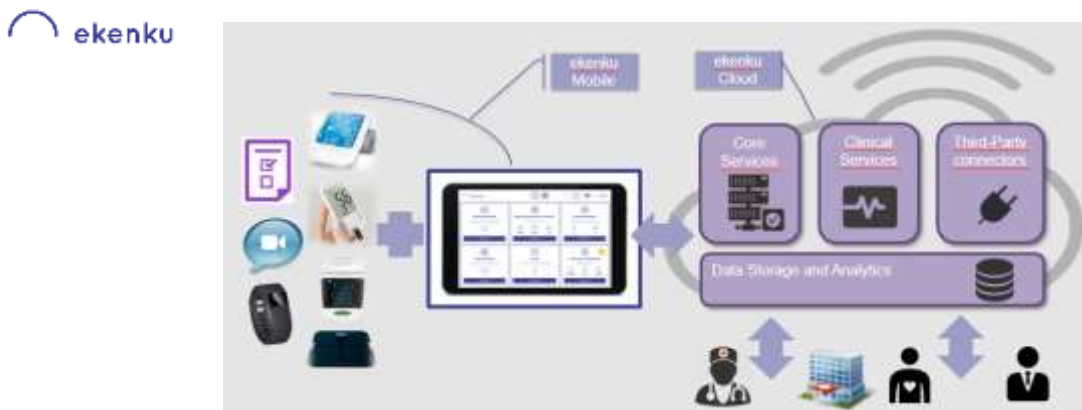 ekenku
ekenku
Mobile
ekenku
Cloud
Core
Services
Clinical
Services
Third-Party
connectors
Data Storage and Analytics